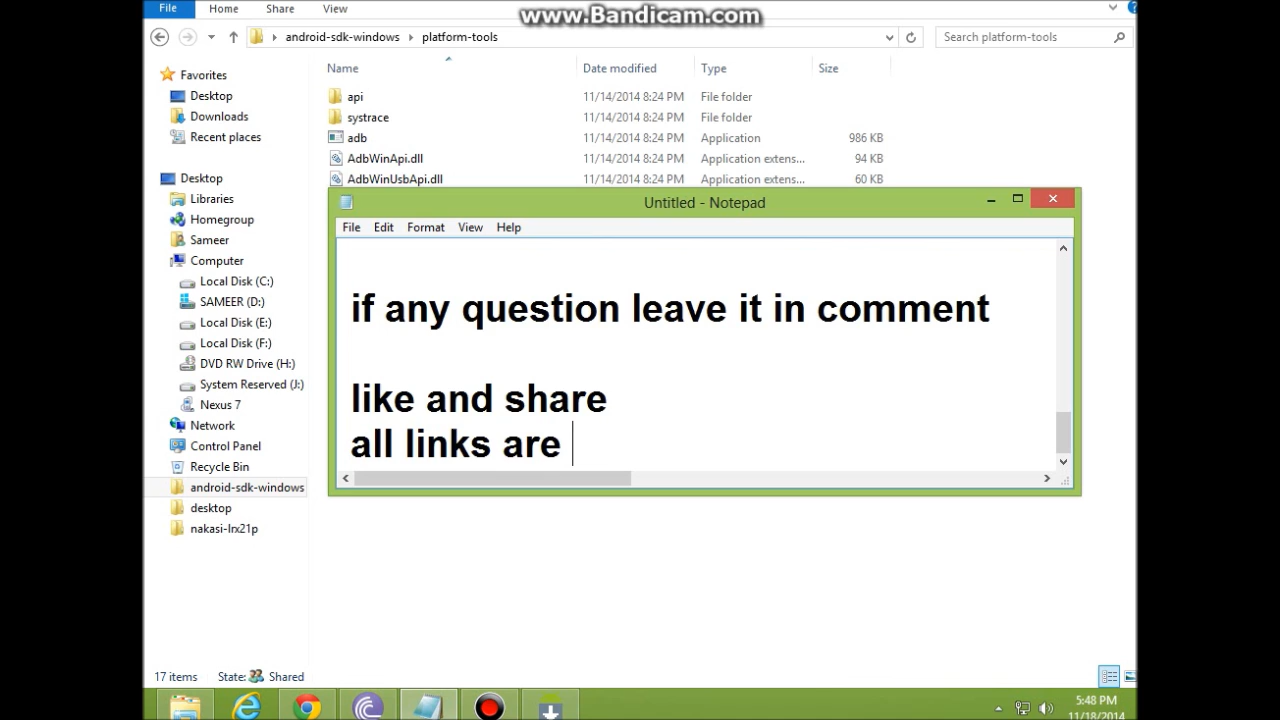 www.Bandicam.com
File Home Share View
android-sdk-windows platform-tools Search platform-tools
Name Date modified Type Size
Favorites
Desktop
Downloads
Recent places
Desktop
Libraries
Homegroup
Sameer
Computer
Local Disk (C:)
SAMEER (D:)
Local Disk (E:)
Local Disk (F:)
DVD RW Drive (H:)
System Reserved (J:)
Nexus 7
Network
Control Panel
Recycle Bin
android-sdk-windows
desktop
nakasi-lrx21p
api 11/14/2014 8:24 PM File folder
systrace 11/14/2014 8:24 PM File folder
adb 11/14/2014 8:24 PM Application 986 KB
AdbWinApi.dll 11/14/2014 8:24 PM Application extens... 94 KB
AdbWinUsbApi.dll 11/14/2014 8:24 PM Application extens... 60 KB
Untitled - Notepad
File Edit Format View Help
if any question leave it in comment
like and share
all links are
17 items State: Shared
5:48 PM
11/18/2014